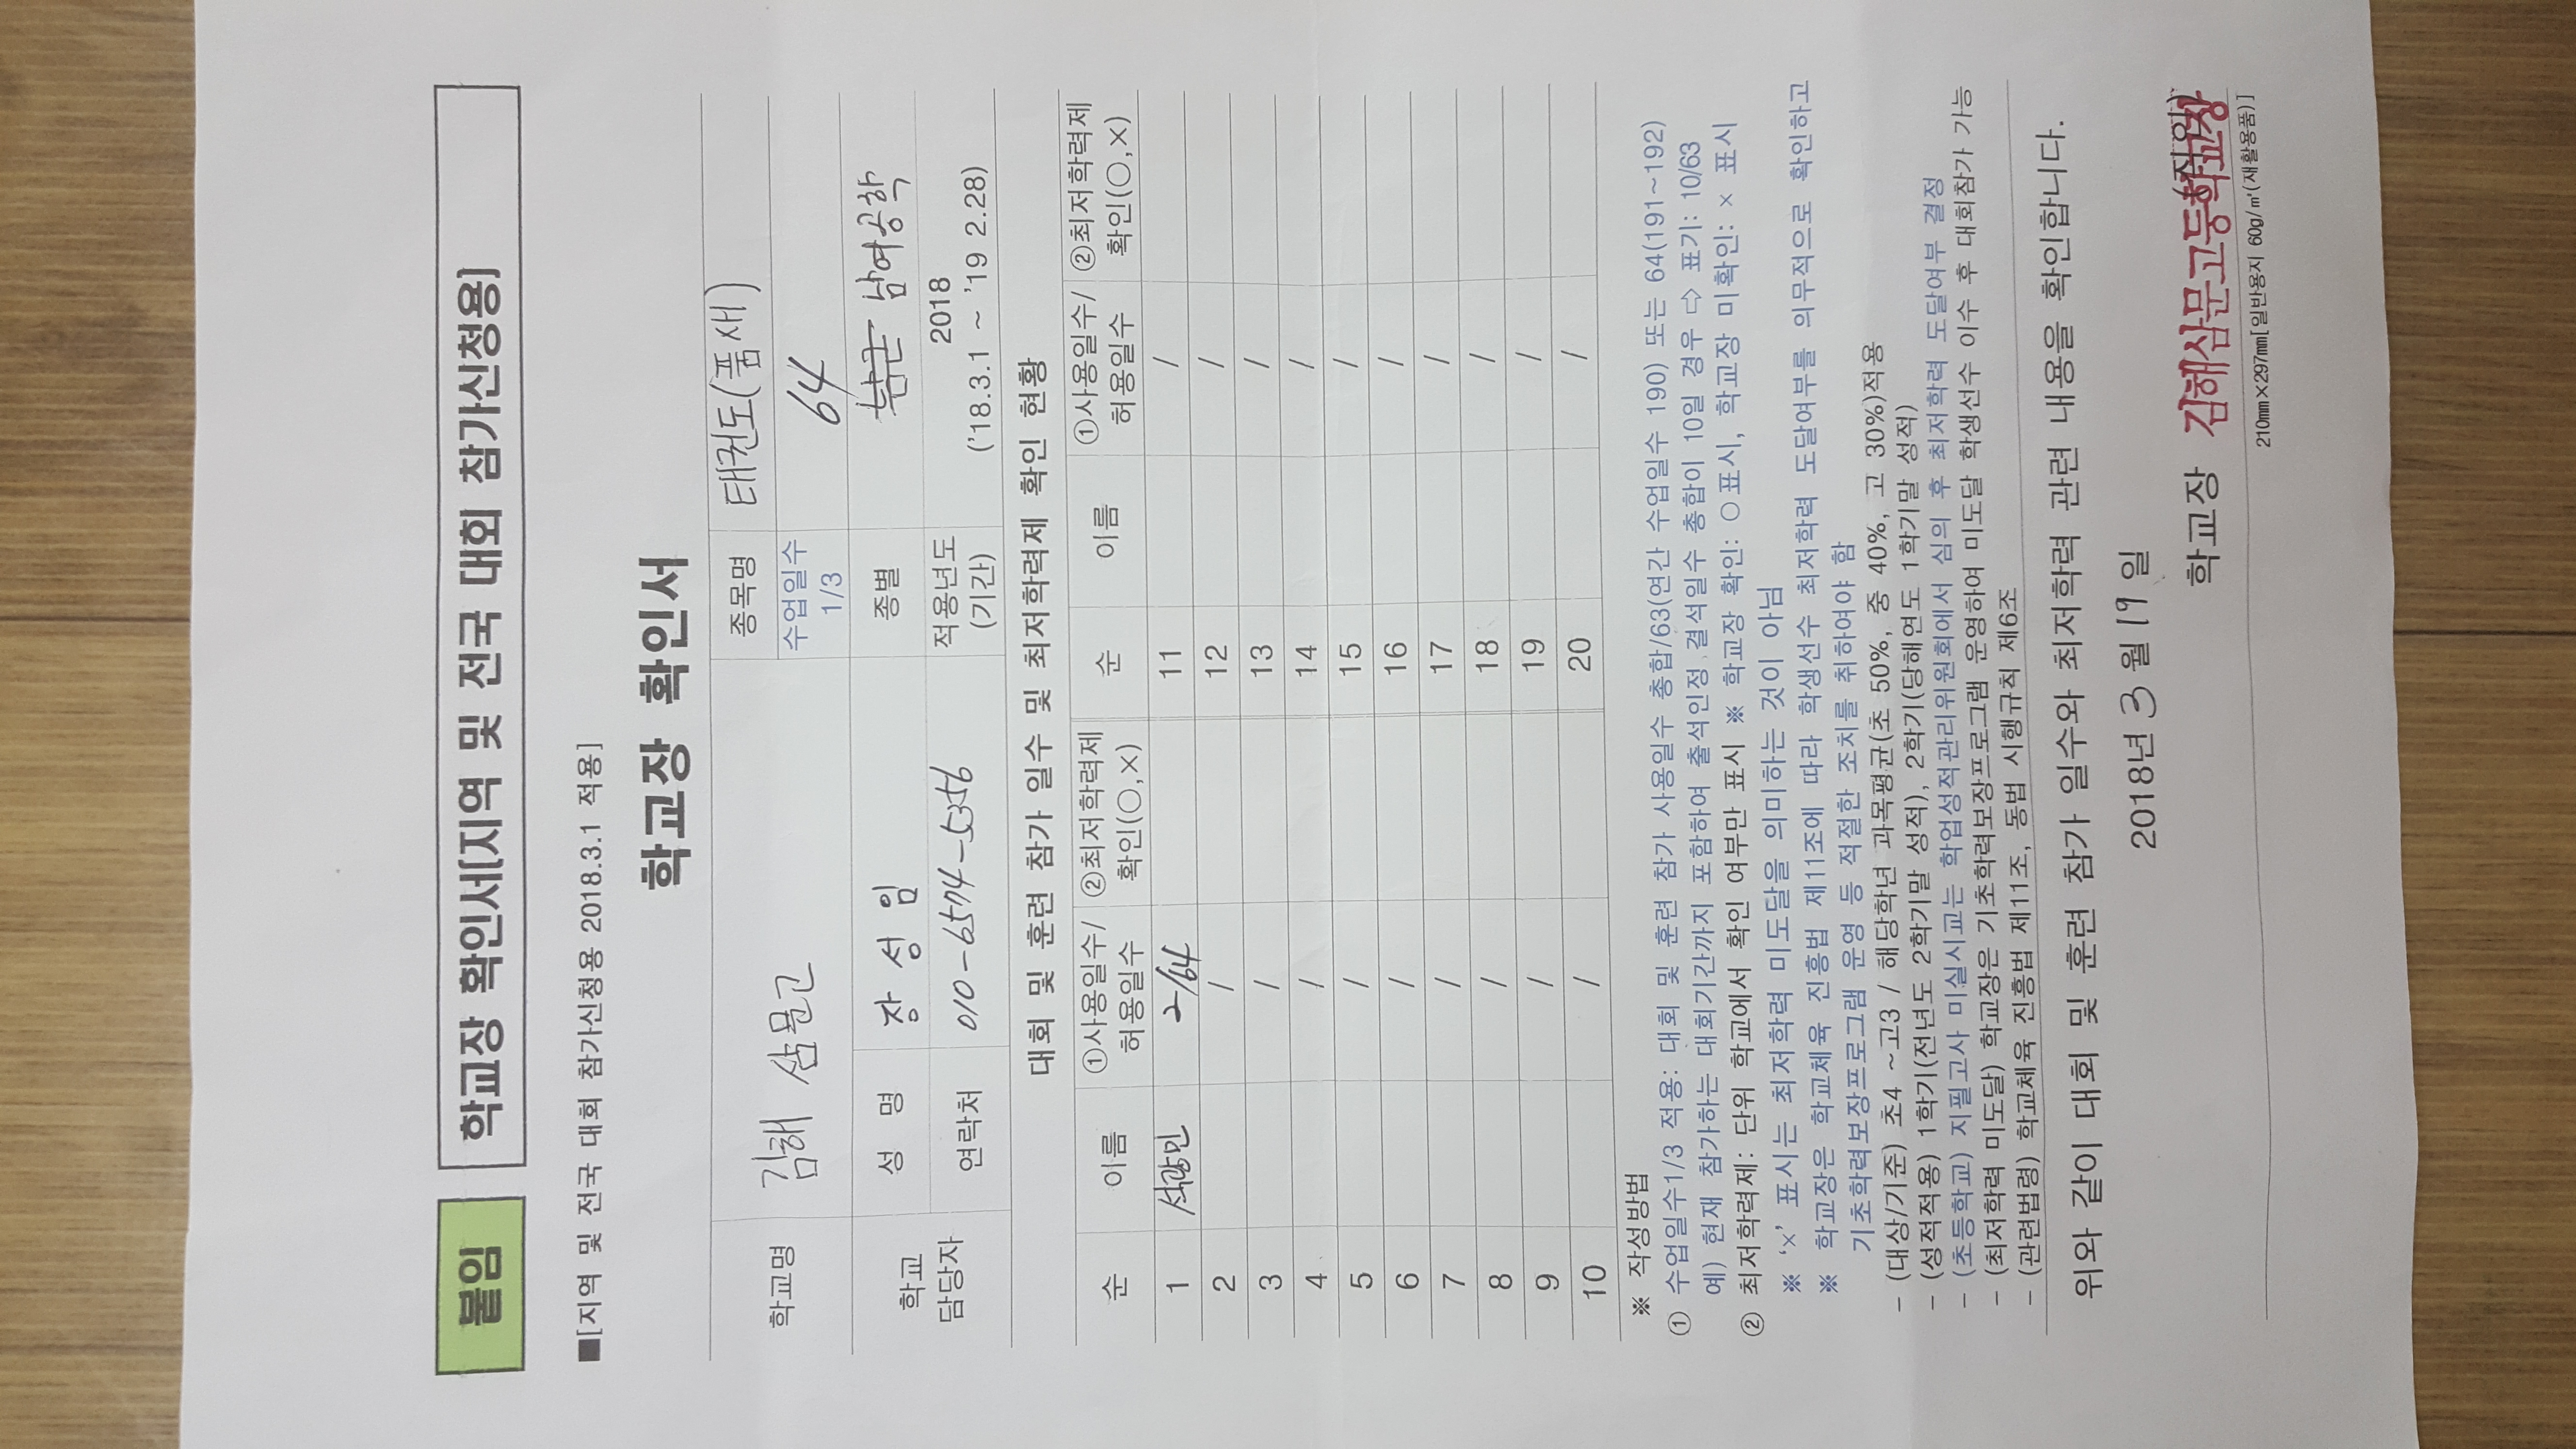 붙임
학교장 확인서[지역 및 전국 대회 참가신청용]
■[지역 및 전국 대회 참가신청용 2018.3.1 적용]
학교장 확인서
학교명 김해 삼문고 종목명 태권도(품새)
수업일수 1/3 64
학교 담당자 성 명 장 성 임 종별 남여공학
연락처 010-6574-5356 적용년도 (기간) 2018 ('18.3.1 ~ '19 2.28)
대회 및 훈련 참가 일수 및 최저학력제 확인 현황
순 이름 ①사용일수/허용일수 ②최저학력제 확인(○,×) 순 이름 ①사용일수/허용일수 ②최저학력제 확인(○,×)
1 석광민 2/64 11 /
2 / 12 /
3 / 13 /
4 / 14 /
5 / 15 /
6 / 16 /
7 / 17 /
8 / 18 /
9 / 19 /
10 / 20 /
※ 작성방법
① 수업일수1/3 적용: 대회 및 훈련 참가 사용일수 총합/63(연간 수업일수 190) 또는 64(191~192)
예) 현재 참가하는 대회기간까지 포함하여 출석인정 결석일수 총합이 10일 경우 ⇨ 표기: 10/63
② 최저학력제: 단위 학교에서 확인 여부만 표시 ※ 학교장 확인: ○표시, 학교장 미확인: × 표시
※ '×' 표시는 최저학력 미도달을 의미하는 것이 아님
※ 학교장은 학교체육 진흥법 제11조에 따라 학생선수 최저학력 도달여부를 의무적으로 확인하고
기초학력보장프로그램 운영 등 적절한 조치를 취하여야 함
- (대상/기준) 초4 ~고3 / 해당학년 과목평균(초 50%, 중 40%, 고 30%)적용
- (성적적용) 1학기(전년도 2학기말 성적), 2학기(당해연도 1학기말 성적)
- (초등학교) 지필고사 미실시교는 학업성적관리위원회에서 심의 후 최저학력 도달여부 결정
- (최저학력 미도달) 학교장은 기초학력보장프로그램 운영하여 미도달 학생선수 이수 후 대회참가 가능
- (관련법령) 학교체육 진흥법 제11조, 동법 시행규칙 제6조
위와 같이 대회 및 훈련 참가 일수와 최저학력 관련 내용을 확인합니다.
2018년 3월 19일
학교장 김해삼문고등학교장 (직인)
210㎜×297㎜[일반용지 60g/㎡(재활용품)]